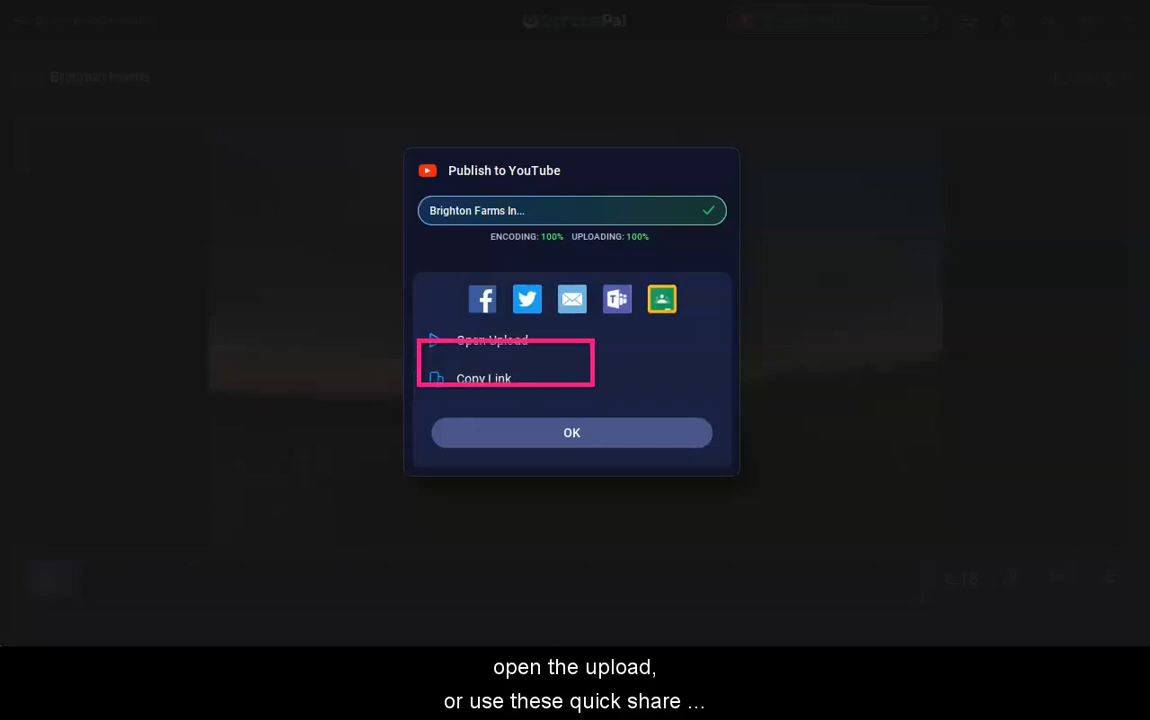 Publish to YouTube
Brighton Farms In...
ENCODING: 100% UPLOADING: 100%
Open Upload
Copy Link
OK
open the upload,
or use these quick share ...